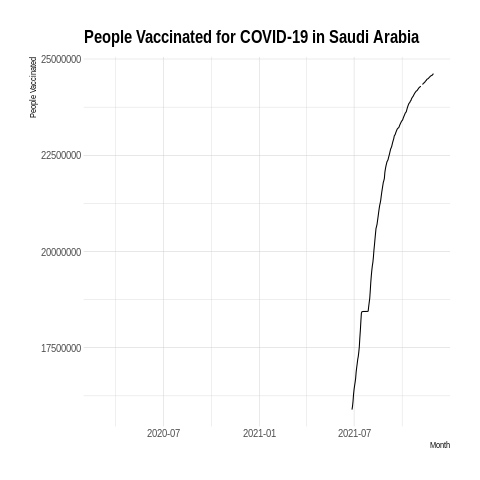 People Vaccinated for COVID-19 in Saudi Arabia
People Vaccinated
25000000
22500000
20000000
17500000
2020-07
2021-01
2021-07
Month